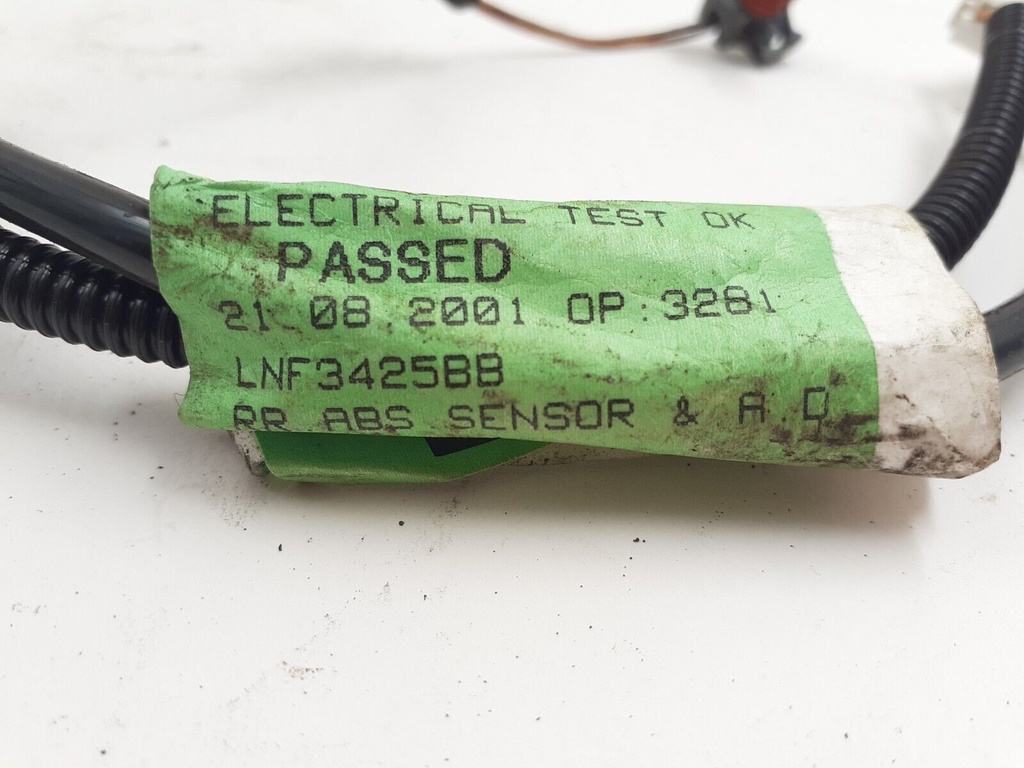 ELECTRICAL TEST OK
PASSED
21.08.2001 OP:3281
LNF3425BB
RR ABS SENSOR & A.D